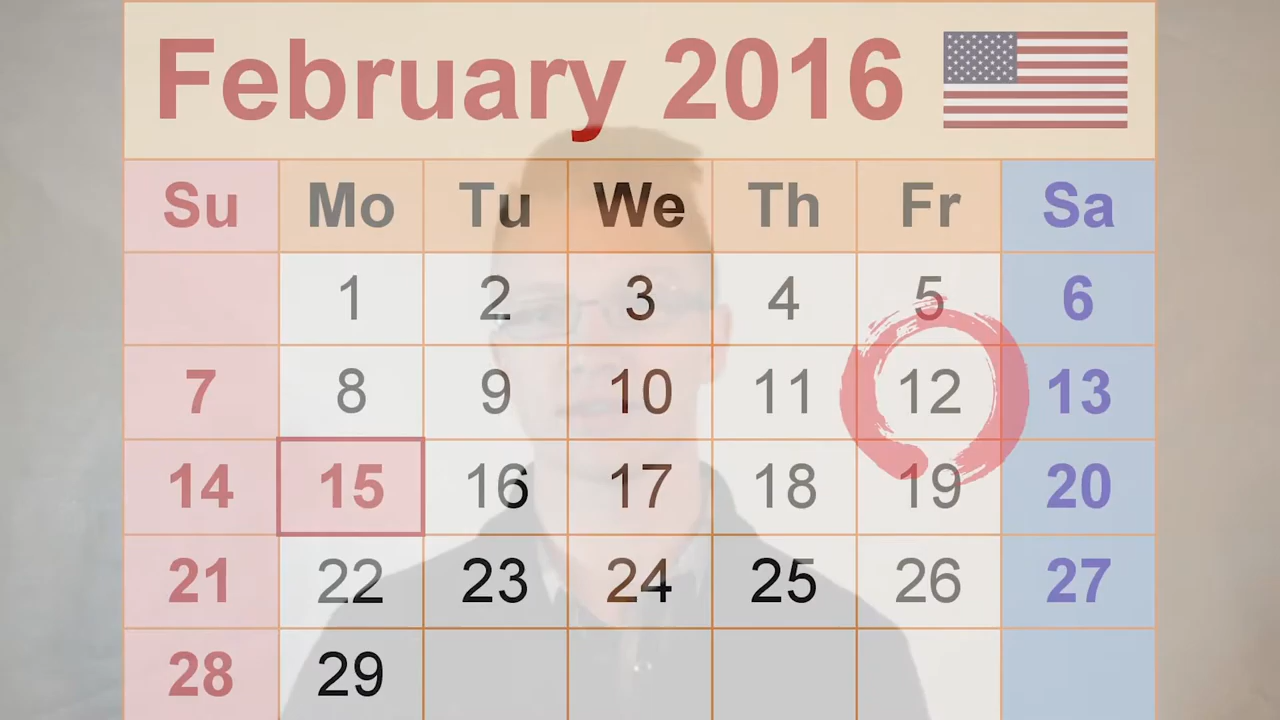 February 2016
Su Mo Tu We Th Fr Sa
1 2 3 4 5 6
7 8 9 10 11 12 13
14 15 16 17 18 19 20
21 22 23 24 25 26 27
28 29